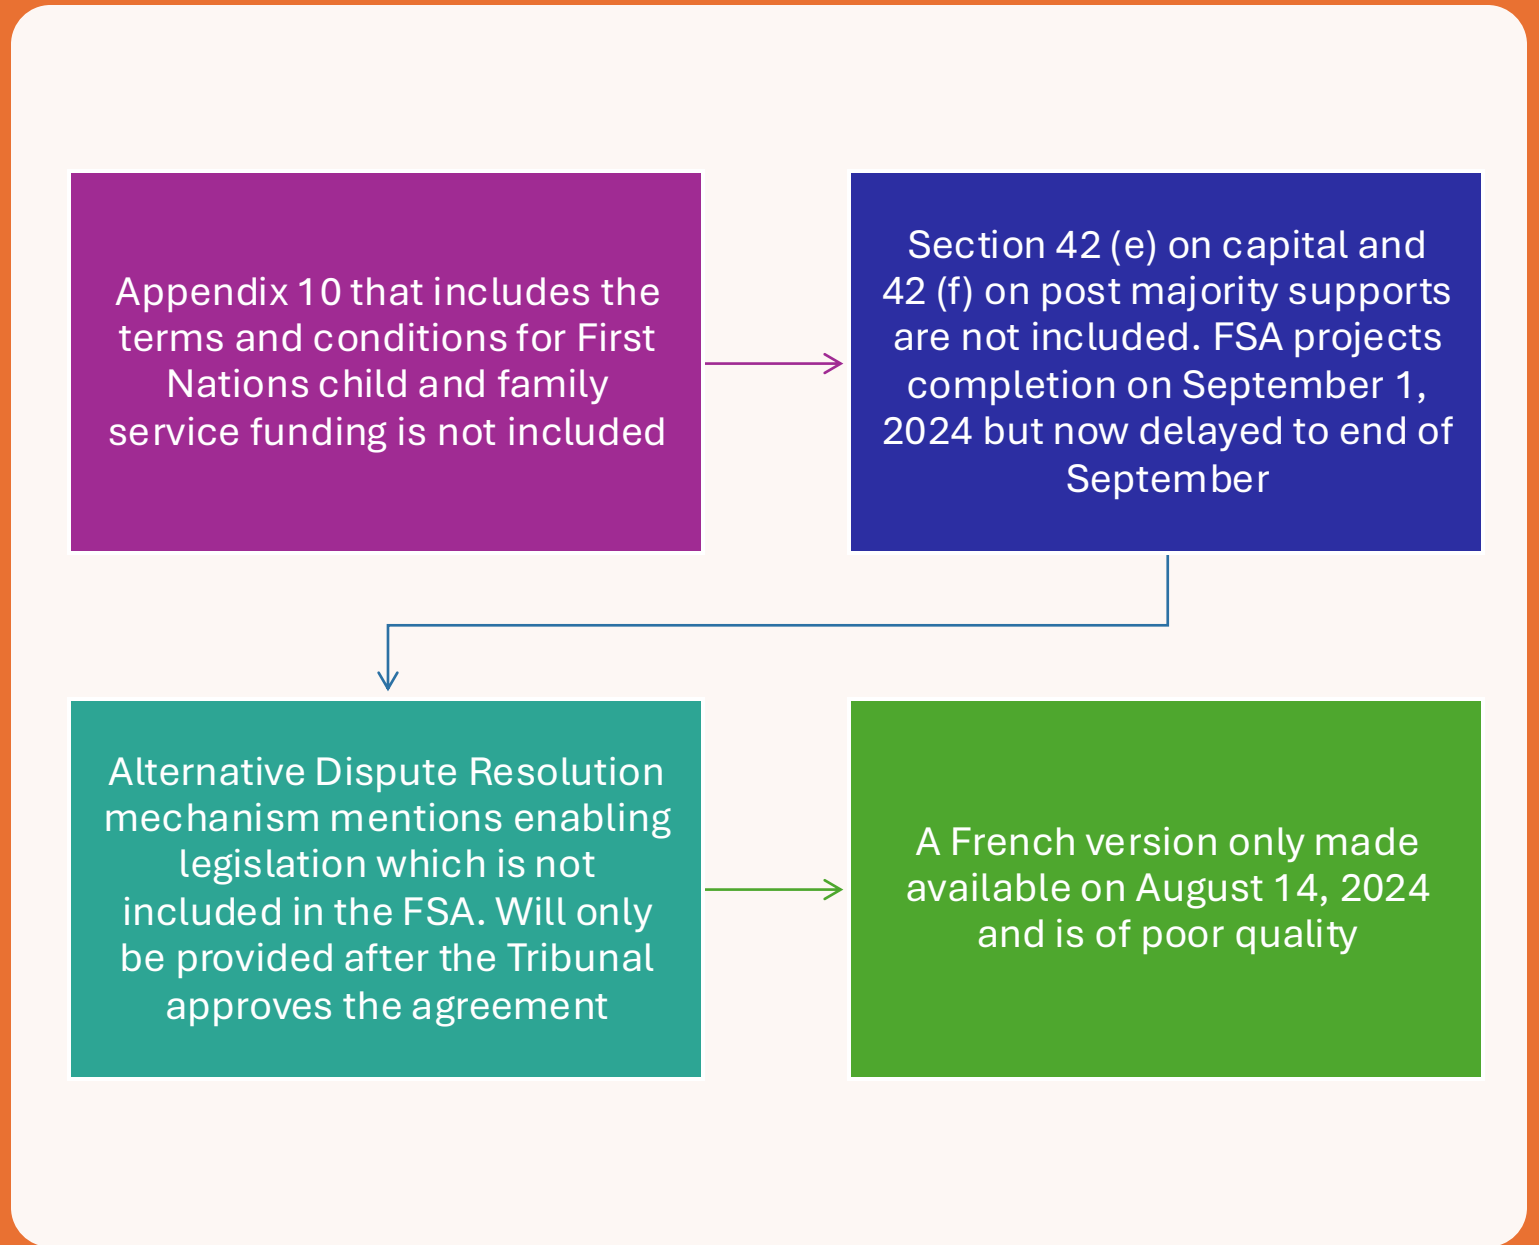 Appendix 10 that includes the
terms and conditions for First
Nations child and family
service funding is not included
Section 42 (e) on capital and
42 (f) on post majority supports
are not included. FSA projects
completion on September 1,
2024 but now delayed to end of
September
Alternative Dispute Resolution
mechanism mentions enabling
legislation which is not
included in the FSA. Will only
be provided after the Tribunal
approves the agreement
A French version only made
available on August 14, 2024
and is of poor quality